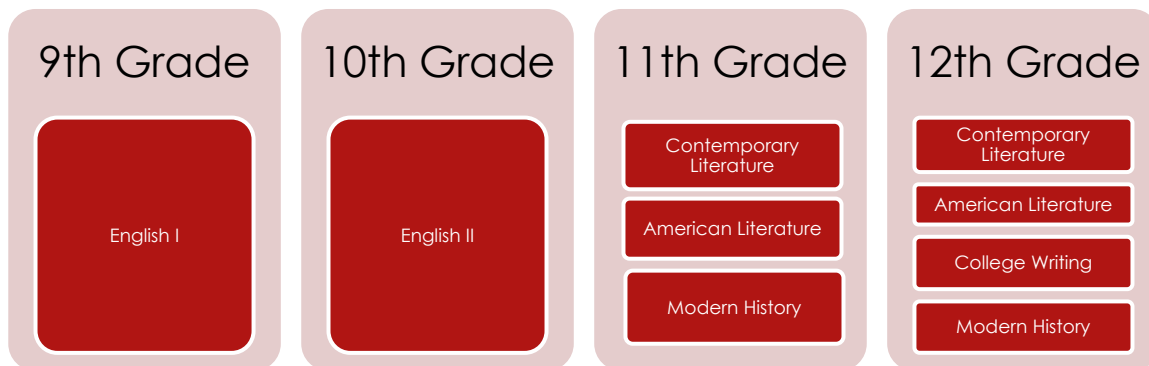 9th Grade
English I
10th Grade
English II
11th Grade
Contemporary
Literature
American Literature
Modern History
12th Grade
Contemporary
Literature
American Literature
College Writing
Modern History